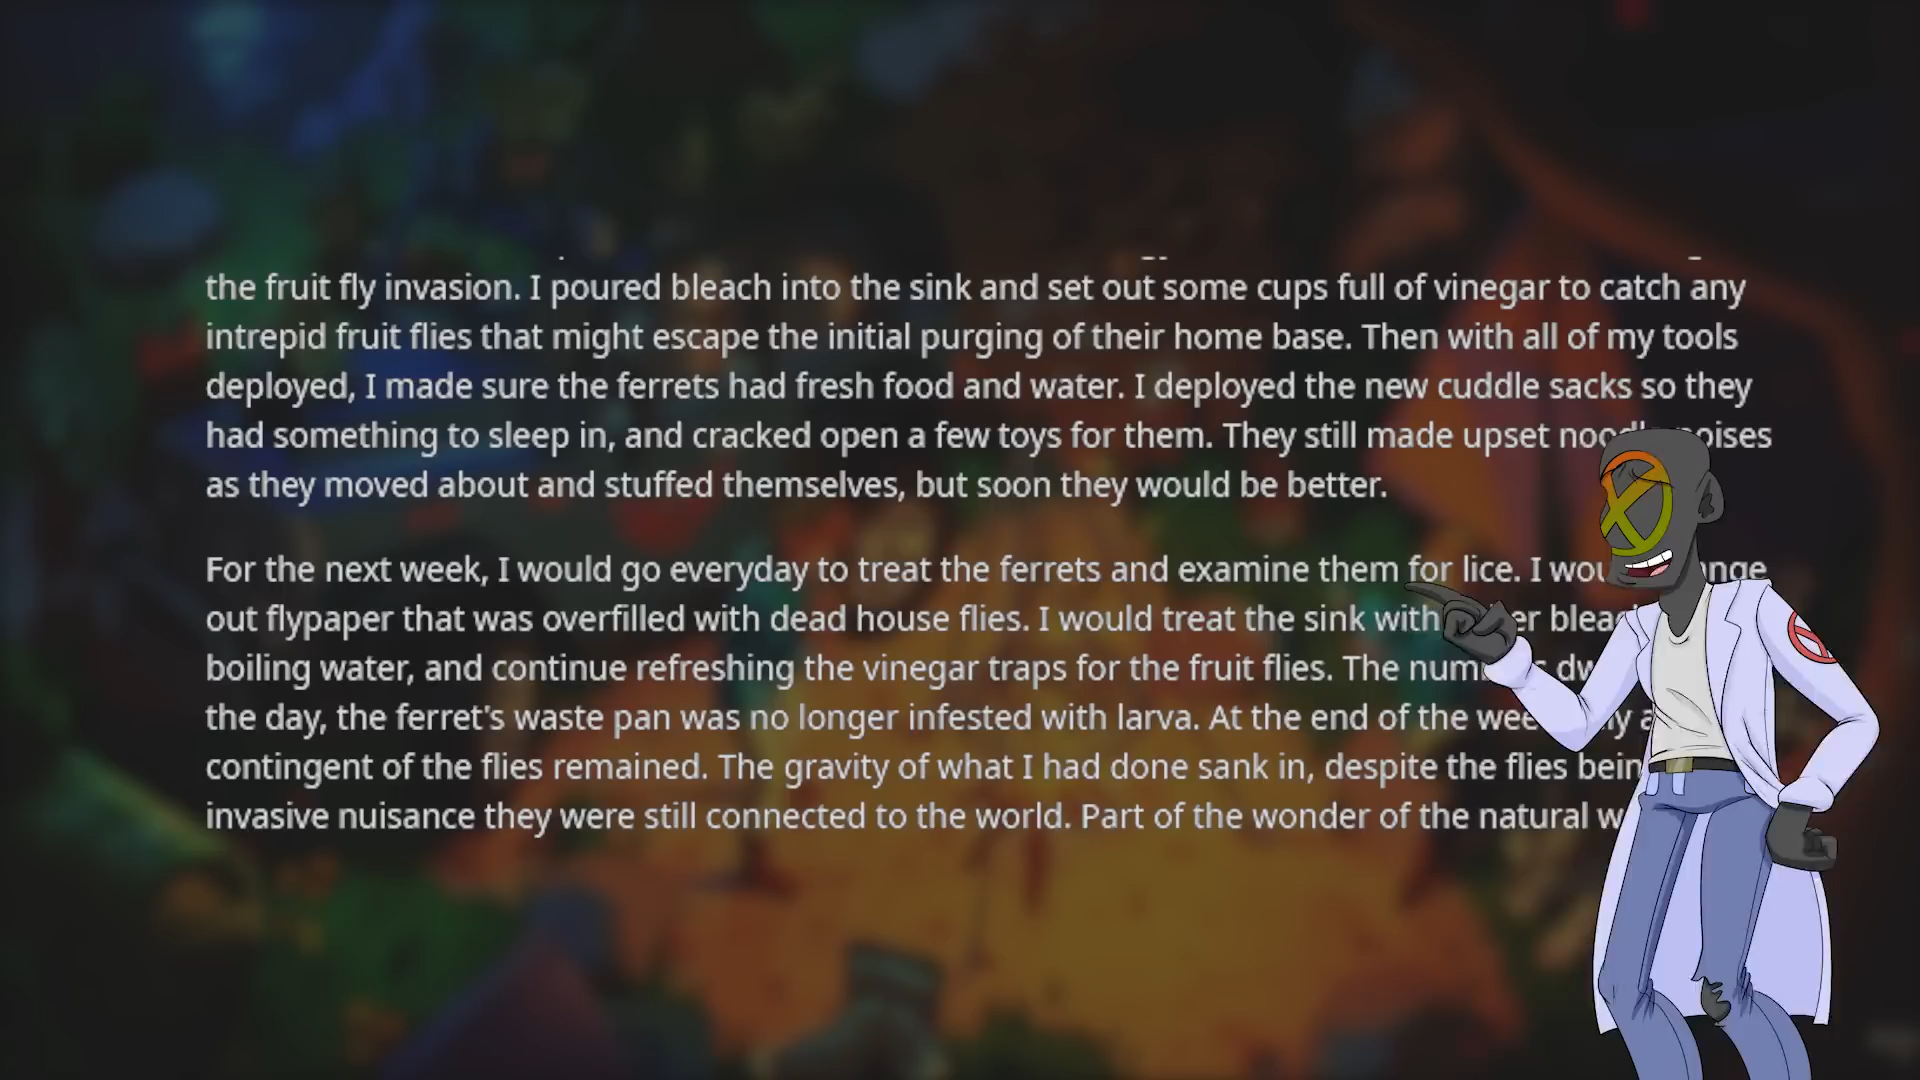 the fruit fly invasion. I poured bleach into the sink and set out some cups full of vinegar to catch any
intrepid fruit flies that might escape the initial purging of their home base. Then with all of my tools
deployed, I made sure the ferrets had fresh food and water. I deployed the new cuddle sacks so they
had something to sleep in, and cracked open a few toys for them. They still made upset
as they moved about and stuffed themselves, but soon they would be better.
For the next week, I would go everyday to treat the ferrets and examine them for lice. I
out flypaper that was overfilled with dead house flies. I would treat the sink with
boiling water, and continue refreshing the vinegar traps for the fruit flies. The
the day, the ferret's waste pan was no longer infested with larva. At the end of the
contingent of the flies remained. The gravity of what I had done sank in, despite the flies
invasive nuisance they were still connected to the world. Part of the wonder of the natural